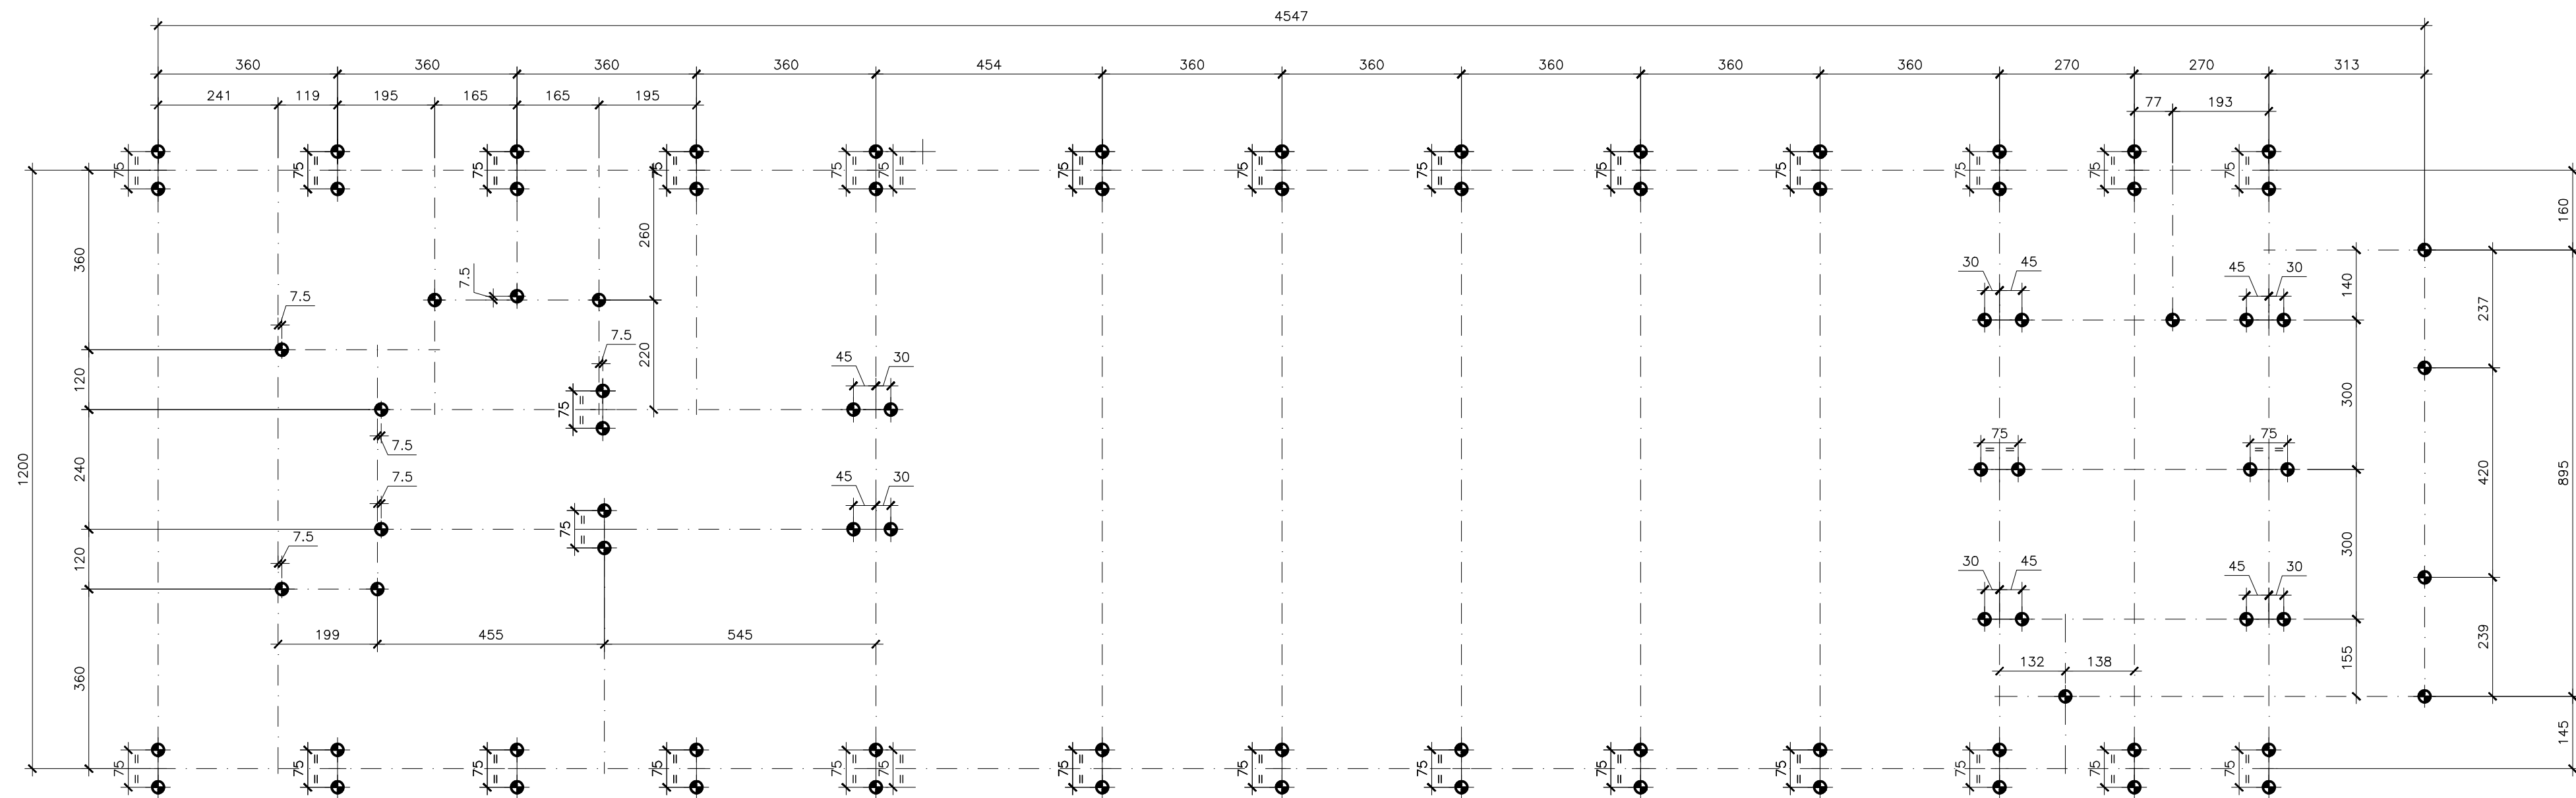 4547
360 360 360 360 454 360 360 360 360 360 270 270 313
241 119 195 165 165 195 77 193
75 = = 75 = = 75 = = 75 = = 75 = = 75 = = 75 = = 75 = = 75 = = 75 = = 75 = = 75 = = 75 = = 75 = =
160
260
360
7.5
30 45 45 30
140
237
7.5
7.5
220
45 30
120
75 = =
300
7.5
75 = = 75 = =
1200
240
7.5
45 30
420
895
75 = =
7.5
120
300
30 45 45 30
199 455 545
239
132 138
155
360
145
75 = = 75 = = 75 = = 75 = = 75 = = 75 = = 75 = = 75 = = 75 = = 75 = = 75 = = 75 = = 75 = = 75 = =